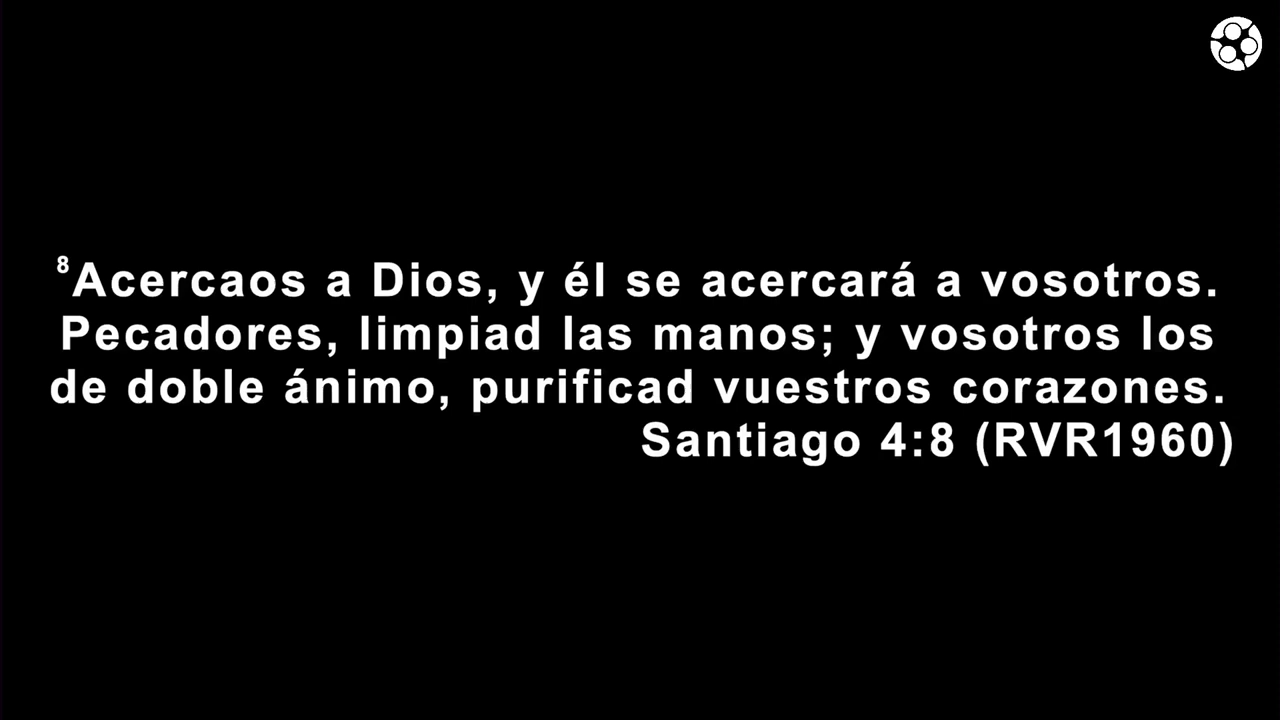 ⁸Acercaos a Dios, y él se acercará a vosotros.
Pecadores, limpiad las manos; y vosotros los
de doble ánimo, purificad vuestros corazones.
Santiago 4:8 (RVR1960)